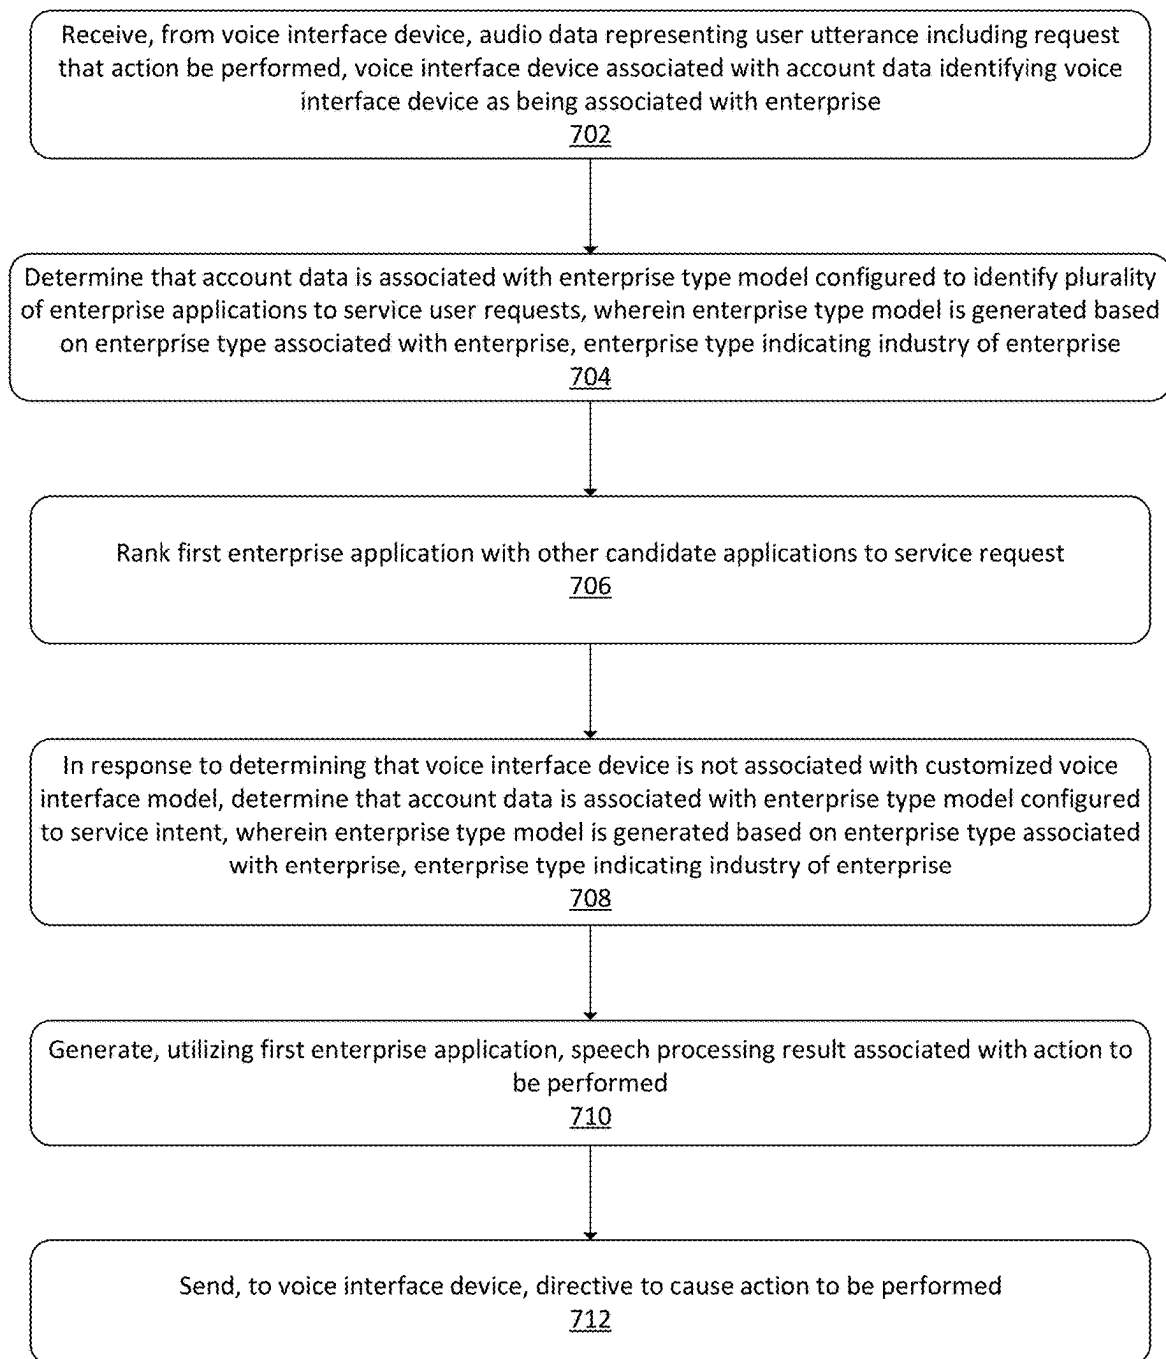 Receive, from voice interface device, audio data representing user utterance including request
that action be performed, voice interface device associated with account data identifying voice
interface device as being associated with enterprise
702
Determine that account data is associated with enterprise type model configured to identify plurality
of enterprise applications to service user requests, wherein enterprise type model is generated based
on enterprise type associated with enterprise, enterprise type indicating industry of enterprise
704
Rank first enterprise application with other candidate applications to service request
706
In response to determining that voice interface device is not associated with customized voice
interface model, determine that account data is associated with enterprise type model configured
to service intent, wherein enterprise type model is generated based on enterprise type associated
with enterprise, enterprise type indicating industry of enterprise
708
Generate, utilizing first enterprise application, speech processing result associated with action to
be performed
710
Send, to voice interface device, directive to cause action to be performed
712